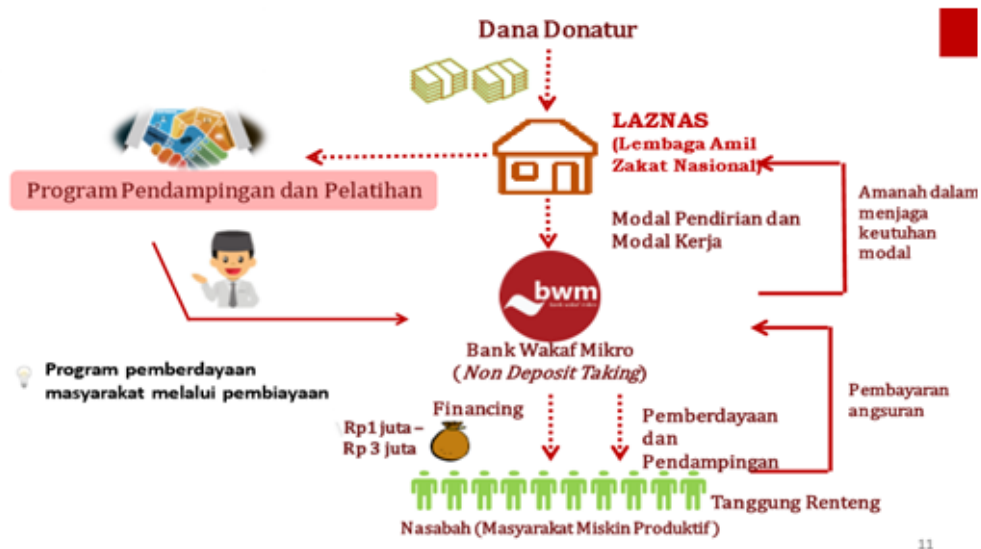 Dana Donatur
LAZNAS
(Lembaga Amil
Zakat Nasional)
Program Pendampingan dan Pelatihan
Amanah dalam
menjaga
keutuhan
modal
Modal Pendirian dan
Modal Kerja
bwm
Bank Wakaf Mikro
(Non Deposit Taking)
Program pemberdayaan
masyarakat melalui pembiayaan
Financing
Rp1 juta –
Rp 3 juta
Pemberdayaan
dan
Pendampingan
Pembayaran
angsuran
Tanggung Renteng
Nasabah (Masyarakat Miskin Produktif)
11